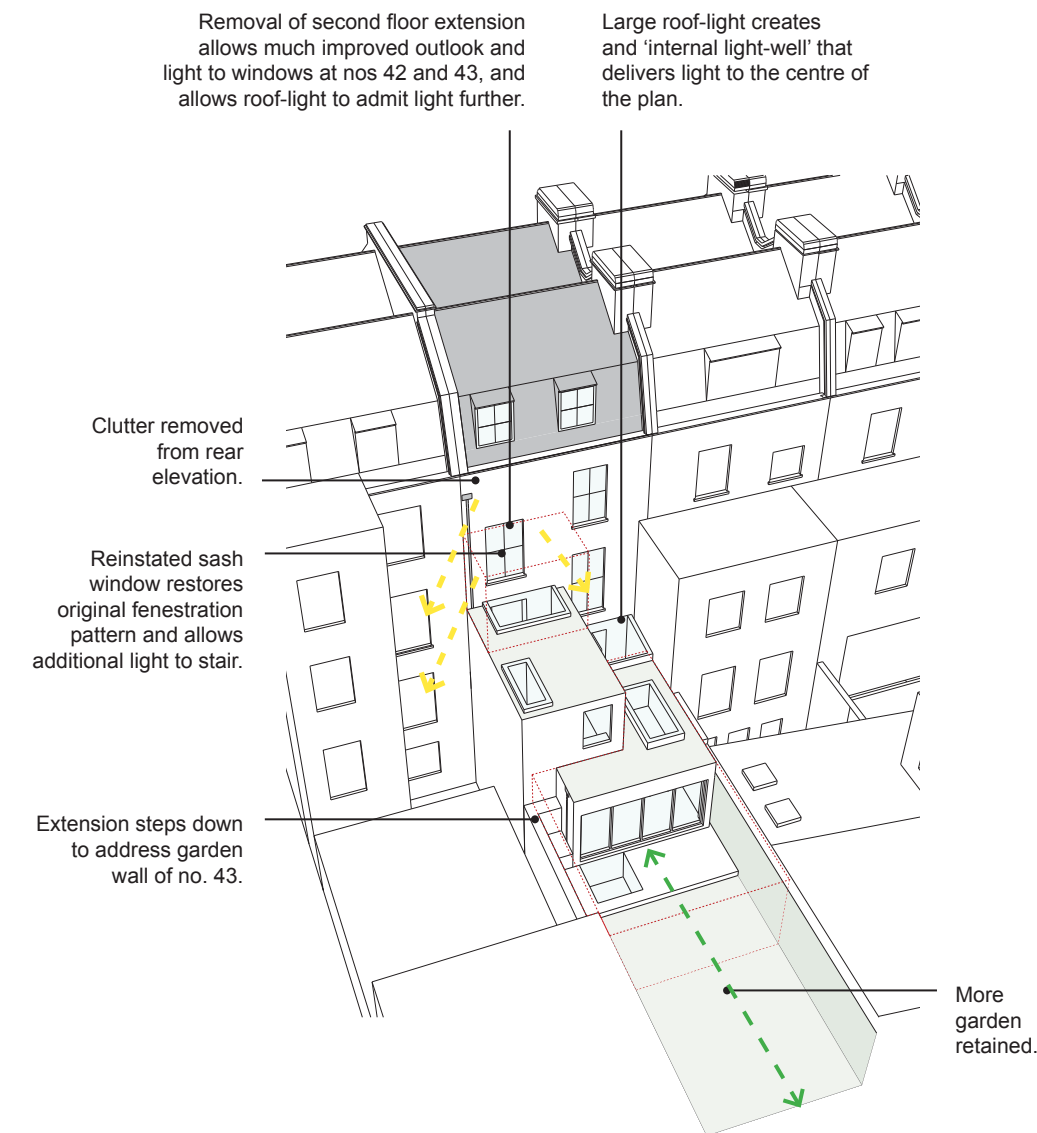 Removal of second floor extension
allows much improved outlook and
light to windows at nos 42 and 43, and
allows roof-light to admit light further.
Large roof-light creates
and ‘internal light-well’ that
delivers light to the centre of
the plan.
Clutter removed
from rear
elevation.
Reinstated sash
window restores
original fenestration
pattern and allows
additional light to stair.
Extension steps down
to address garden
wall of no. 43.
More
garden
retained.